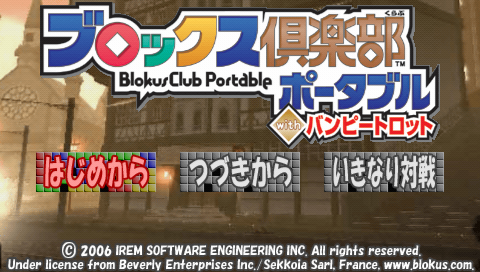 ブロックス倶楽部™
くらぶ
BlokusClub Portable
ポータブル
with バンピートロット
はじめから つづきから いきなり対戦
© 2006 IREM SOFTWARE ENGINEERING INC. All rights reserved.
Under license from Beverly Enterprises Inc./Sekkoia Sarl, France. www.blokus.com/